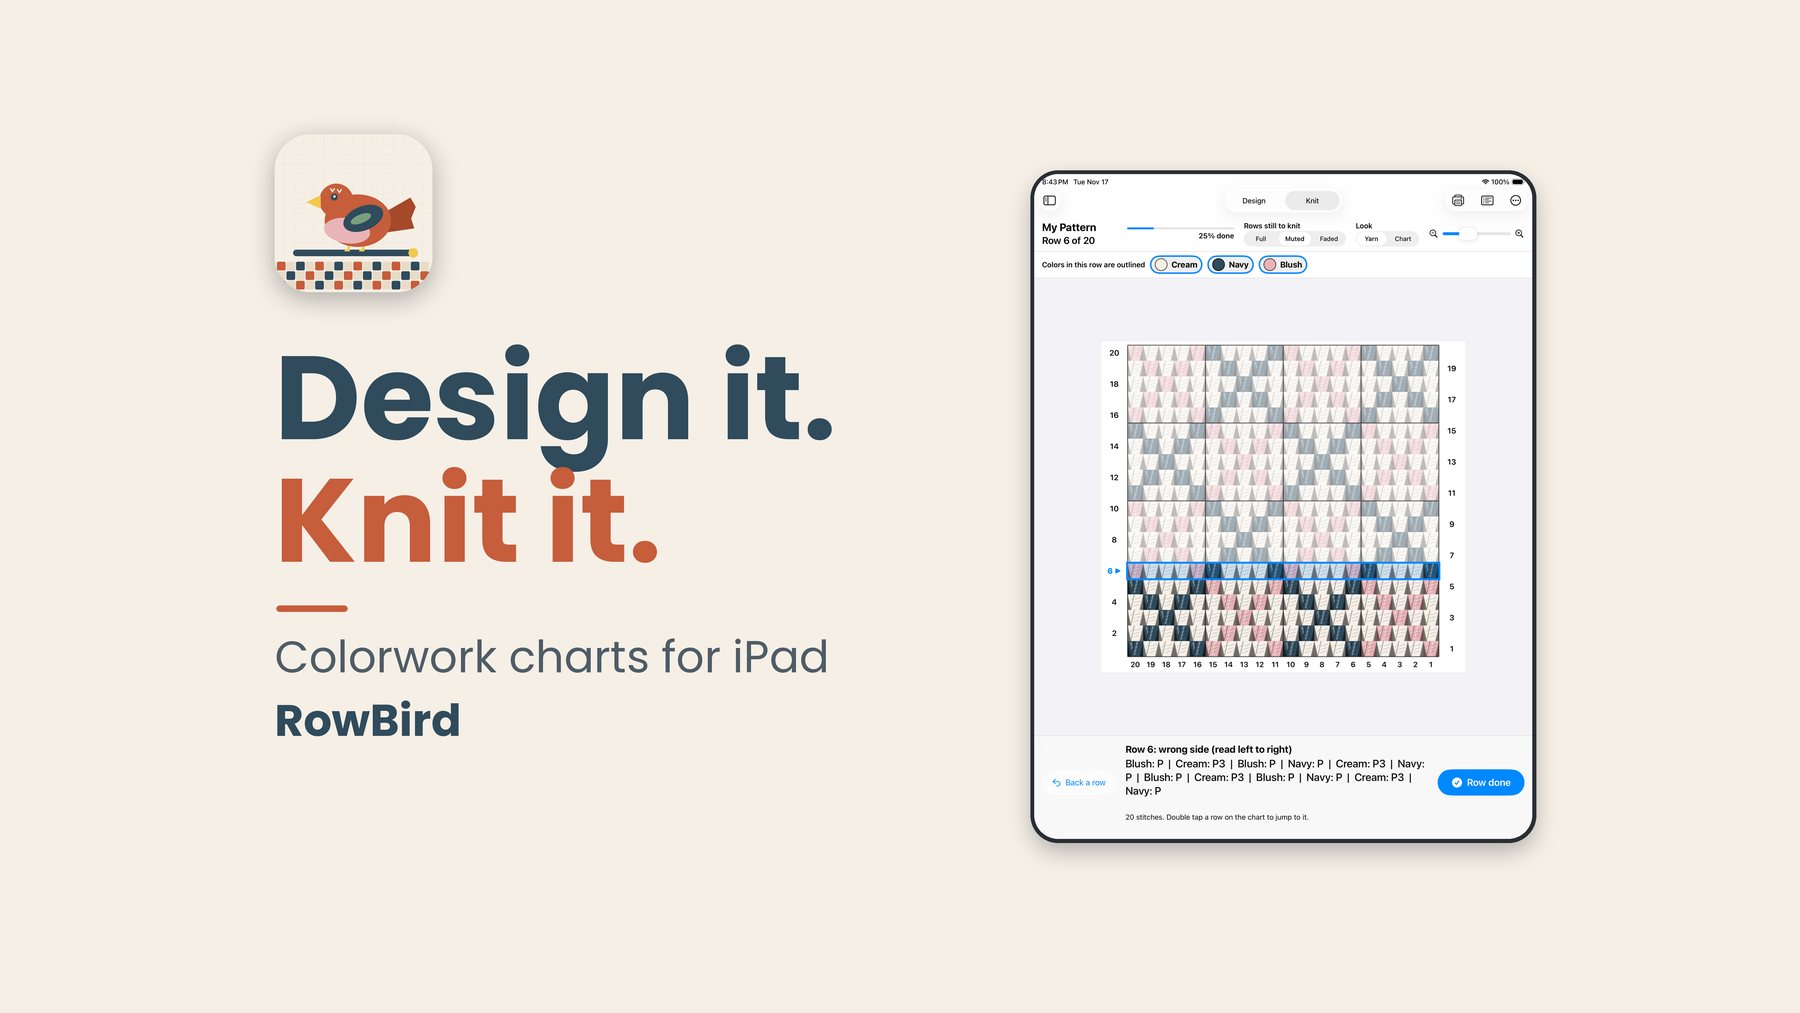 Design it.
Knit it.
Colorwork charts for iPad
RowBird
8:43 PM Tue Nov 17
100%
Design Knit
My Pattern
Row 6 of 20
25% done
Rows still to knit
Full Muted Faded
Look
Yarn Chart
Colors in this row are outlined Cream Navy Blush
20
19
18
17
16
15
14
13
12
11
10
9
8
7
6
5
4
3
2
1
20 19 18 17 16 15 14 13 12 11 10 9 8 7 6 5 4 3 2 1
Row 6: wrong side (read left to right)
Blush: P | Cream: P3 | Blush: P | Navy: P | Cream: P3 | Navy:
P | Blush: P | Cream: P3 | Blush: P | Navy: P | Cream: P3 |
Navy: P
20 stitches. Double tap a row on the chart to jump to it.
Back a row
Row done